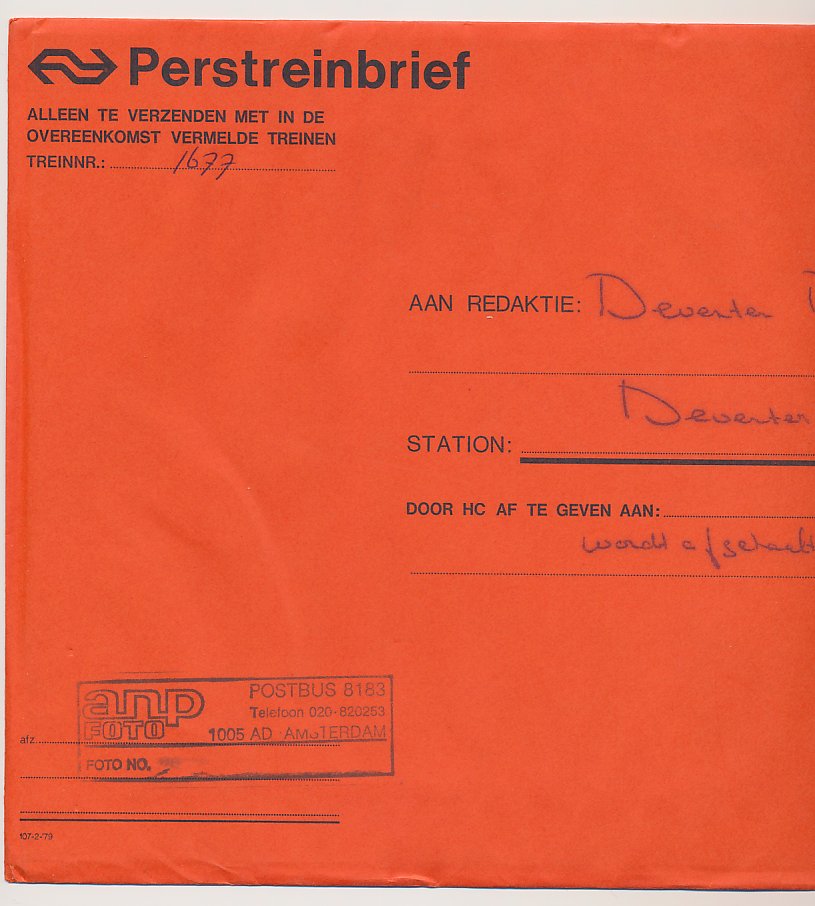 Perstreinbrief
ALLEEN TE VERZENDEN MET IN DE
OVEREENKOMST VERMELDE TREINEN
TREINNR.: 1677
AAN REDAKTIE: Deventer
Deventer
STATION:
DOOR HC AF TE GEVEN AAN:
wordt afgehaald
anp POSTBUS 8183
Telefoon 020-820253
FOTO 1005 AD AMSTERDAM
afz.
FOTO NO.
107-2-'79